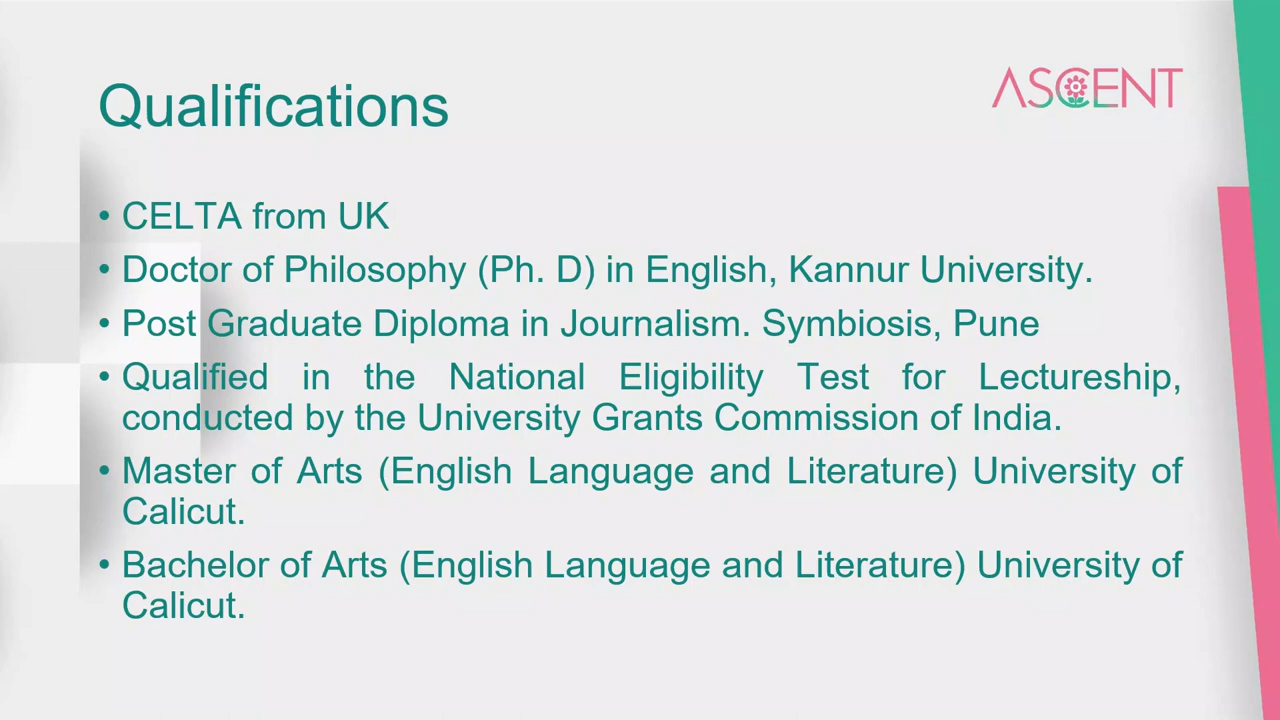 Qualifications
ASCENT
• CELTA from UK
• Doctor of Philosophy (Ph. D) in English, Kannur University.
• Post Graduate Diploma in Journalism. Symbiosis, Pune
• Qualified in the National Eligibility Test for Lectureship,
conducted by the University Grants Commission of India.
• Master of Arts (English Language and Literature) University of
Calicut.
• Bachelor of Arts (English Language and Literature) University of
Calicut.